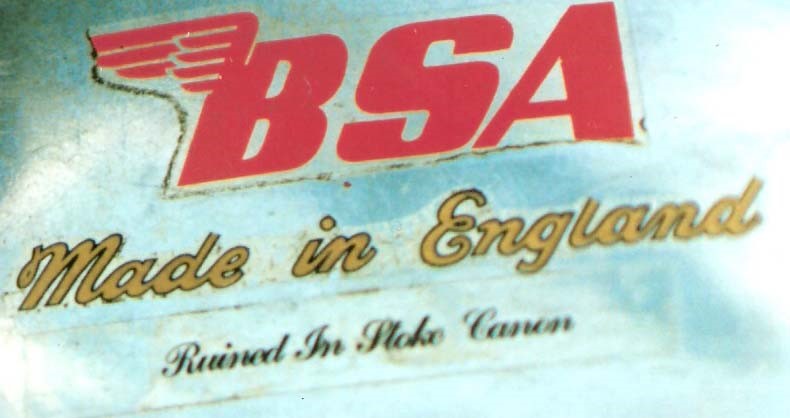 BSA
Made in England
Ruined In Stoke Canon